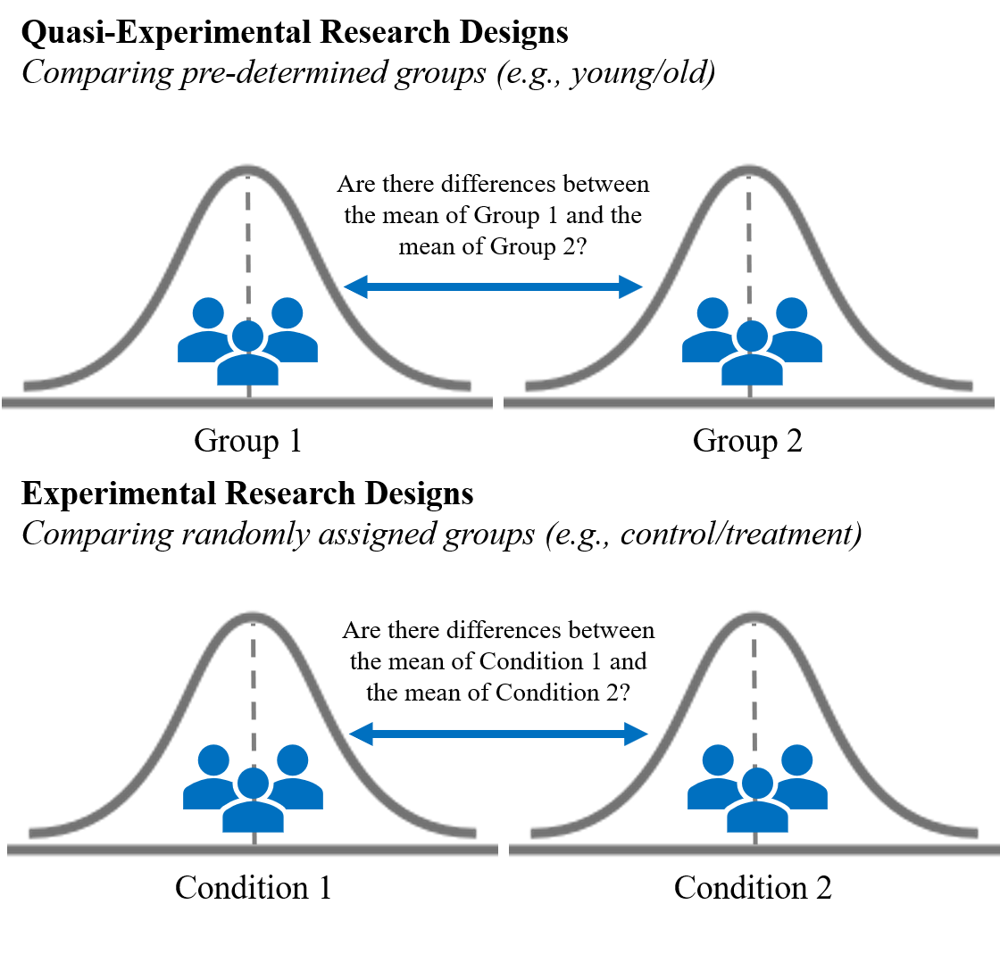 Quasi-Experimental Research Designs
Comparing pre-determined groups (e.g., young/old)
Are there differences between
the mean of Group 1 and the
mean of Group 2?
Group 1
Group 2
Experimental Research Designs
Comparing randomly assigned groups (e.g., control/treatment)
Are there differences between
the mean of Condition 1 and
the mean of Condition 2?
Condition 1
Condition 2